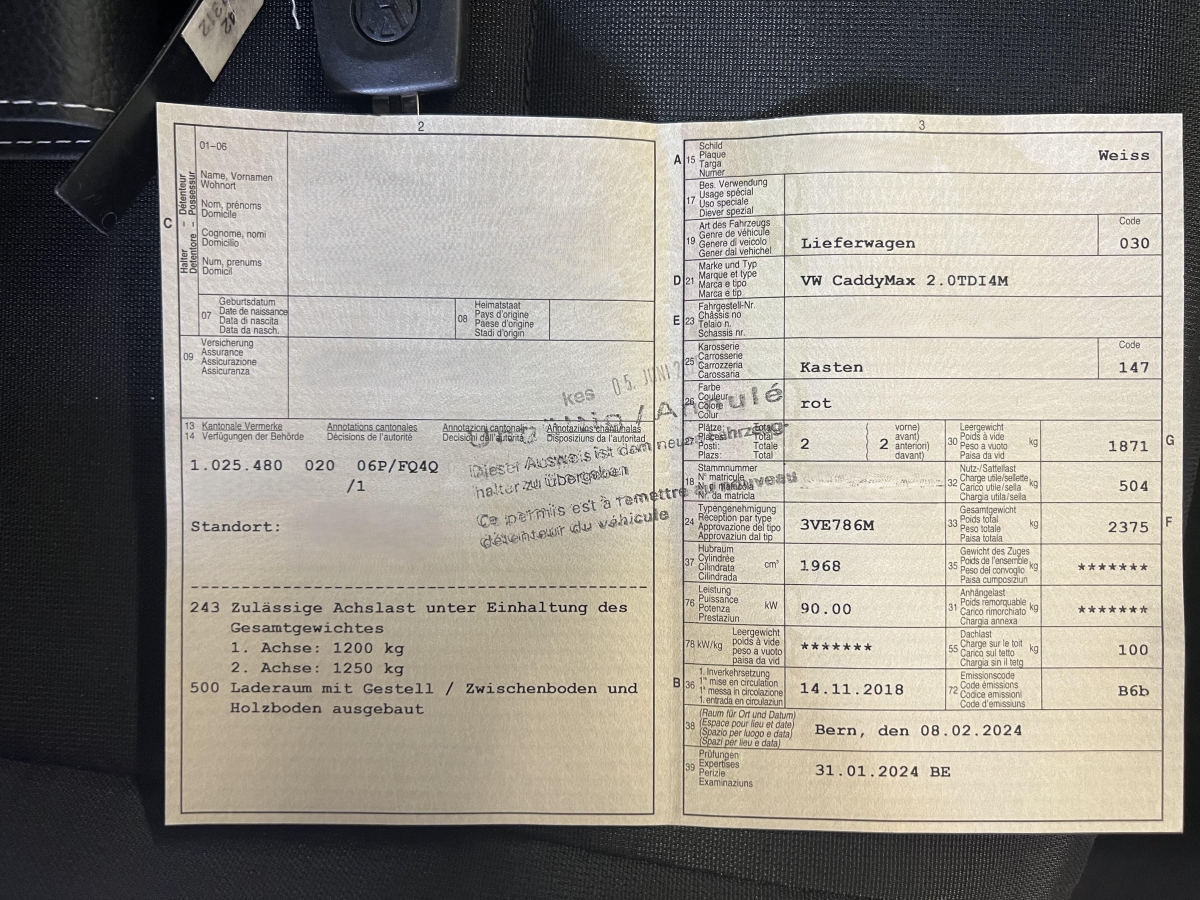 42
2
3
C
Halter – Détenteur
Detentore – Possessur
01–06
Name, Vornamen
Wohnort
Nom, prénoms
Domicile
Cognome, nomi
Domicilio
Num, prenums
Domicil
07
Geburtsdatum
Date de naissance
Data di nascita
Data da nasch.
08
Heimatstaat
Pays d'origine
Paese d'origine
Stadi d'origin
09
Versicherung
Assurance
Assicurazione
Assicuranza
13 Kantonale Vermerke Annotations cantonales Annotazioni cantonali Annotaziuns chantunalas
14 Verfügungen der Behörde Décisions de l'autorité Decisioni dell'autorità Disposiziuns da l'autoritad
1.025.480 020 06P/FQ4Q
/1
Standort:
243 Zulässige Achslast unter Einhaltung des
Gesamtgewichtes
1. Achse: 1200 kg
2. Achse: 1250 kg
500 Laderaum mit Gestell / Zwischenboden und
Holzboden ausgebaut
kes 05. JUNI
/ Annulé
Dieser Ausweis ist dem neuen Fahrzeug-
halter zu übergeben
Ce permis est à remettre au nouveau
détenteur du véhicule
A 15
Schild
Plaque
Targa
Numer
Weiss
17
Bes. Verwendung
Usage spécial
Uso speciale
Diever spezial
19
Art des Fahrzeugs
Genre de véhicule
Genere di veicolo
Gener dal vehichel
Lieferwagen
Code
030
D 21
Marke und Typ
Marque et type
Marca e tipo
Marca e tip
VW CaddyMax 2.0TDI4M
E 23
Fahrgestell-Nr.
Châssis no
Telaio n.
Schassis nr.
25
Karosserie
Carrosserie
Carrozzeria
Carossaria
Kasten
Code
147
26
Farbe
Couleur
Colore
Colur
rot
27
Plätze: Total
Places: Total
Posti: Totale
Plazs: Total
2
2
vorne)
avant)
anteriori)
davant)
30
Leergewicht
Poids à vide
Peso a vuoto
Paisa da vid
kg
1871
G
18
Stammnummer
N° matricule
N° di matricola
Nr. da matricla
32
Nutz-/Sattellast
Charge utile/sellette
Carico utile/sella
Chargia utila/sella
kg
504
24
Typengenehmigung
Réception par type
Approvazione del tipo
Approvaziun dal tip
3VE786M
33
Gesamtgewicht
Poids total
Peso totale
Paisa totala
kg
2375
F
37
Hubraum
Cylindrée
Cilindrata
Cilindrada
cm³
1968
35
Gewicht des Zuges
Poids de l'ensemble
Peso del convoglio
Paisa cumposiziun
kg
*******
76
Leistung
Puissance
Potenza
Prestaziun
kW
90.00
31
Anhängelast
Poids remorquable
Carico rimorchiato
Chargia annexa
kg
*******
78 kW/kg
Leergewicht
poids à vide
peso a vuoto
paisa da vid
*******
55
Dachlast
Charge sur le toit
Carico sul tetto
Chargia sin il tetg
kg
100
B 36
1. Inverkehrsetzung
1re mise en circulation
1a messa in circolazione
1. entrada en circulaziun
14.11.2018
72
Emissionscode
Code émissions
Codice emissioni
Code d'emissiuns
B6b
38
(Raum für Ort und Datum)
(Espace pour lieu et date)
(Spazio per luogo e data)
(Spazi per lieu e data)
Bern, den 08.02.2024
39
Prüfungen
Expertises
Perizie
Examinaziuns
31.01.2024 BE